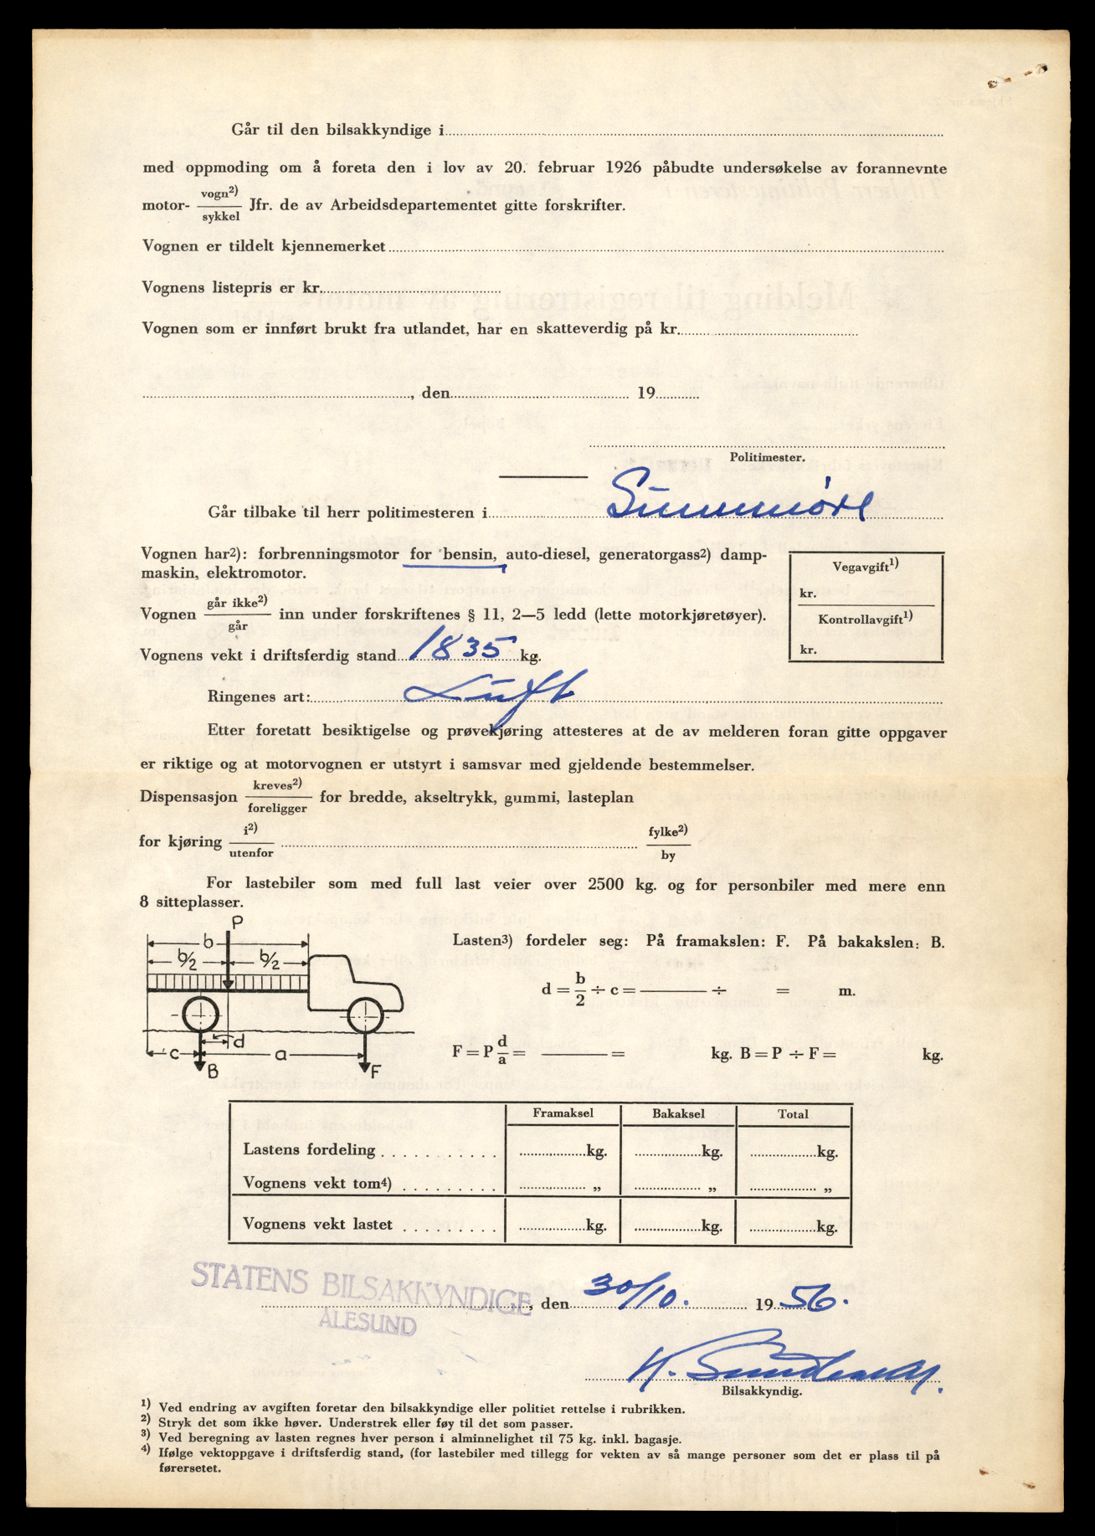 Går til den bilsakkyndige i
med oppmoding om å foreta den i lov av 20. februar 1926 påbudte undersøkelse av forannevnte
motor- vogn²)/sykkel Jfr. de av Arbeidsdepartementet gitte forskrifter.
Vognen er tildelt kjennemerket
Vognens listepris er kr.
Vognen som er innført brukt fra utlandet, har en skatteverdig på kr.
, den 19
Politimester.
Går tilbake til herr politimesteren i Sunnmøre
Vognen har²): forbrenningsmotor for bensin, auto-diesel, generatorgass²) damp-
maskin, elektromotor.
Vegavgift¹)
kr.
Kontrollavgift¹)
kr.
Vognen går ikke²)/går inn under forskriftenes § 11, 2—5 ledd (lette motorkjøretøyer).
Vognens vekt i driftsferdig stand 1835 kg.
Ringenes art: Luft
Etter foretatt besiktigelse og prøvekjøring attesteres at de av melderen foran gitte oppgaver
er riktige og at motorvognen er utstyrt i samsvar med gjeldende bestemmelser.
Dispensasjon kreves²)/foreligger for bredde, akseltrykk, gummi, lasteplan
for kjøring i²)/utenfor fylke²)/by
For lastebiler som med full last veier over 2500 kg. og for personbiler med mere enn
8 sitteplasser.
P
b
b/2 b/2
d
c a
B F
Lasten³) fordeler seg: På framakslen: F. På bakakslen: B.
d = b/2 ÷ c = ——— ÷ = m.
F = P d/a = ——— = kg. B = P ÷ F = kg.
Framaksel Bakaksel Total
Lastens fordeling kg. kg. kg.
Vognens vekt tom⁴) „ „ „
Vognens vekt lastet kg. kg. kg.
STATENS BILSAKKYNDIGE
ÅLESUND
, den 30/10. 1956.
Bilsakkyndig.
¹) Ved endring av avgiften foretar den bilsakkyndige eller politiet rettelse i rubrikken.
²) Stryk det som ikke høver. Understrek eller føy til det som passer.
³) Ved beregning av lasten regnes hver person i alminnelighet til 75 kg. inkl. bagasje.
⁴) Ifølge vektoppgave i driftsferdig stand, (for lastebiler med tillegg for vekten av så mange personer som det er plass til på
førersetet.